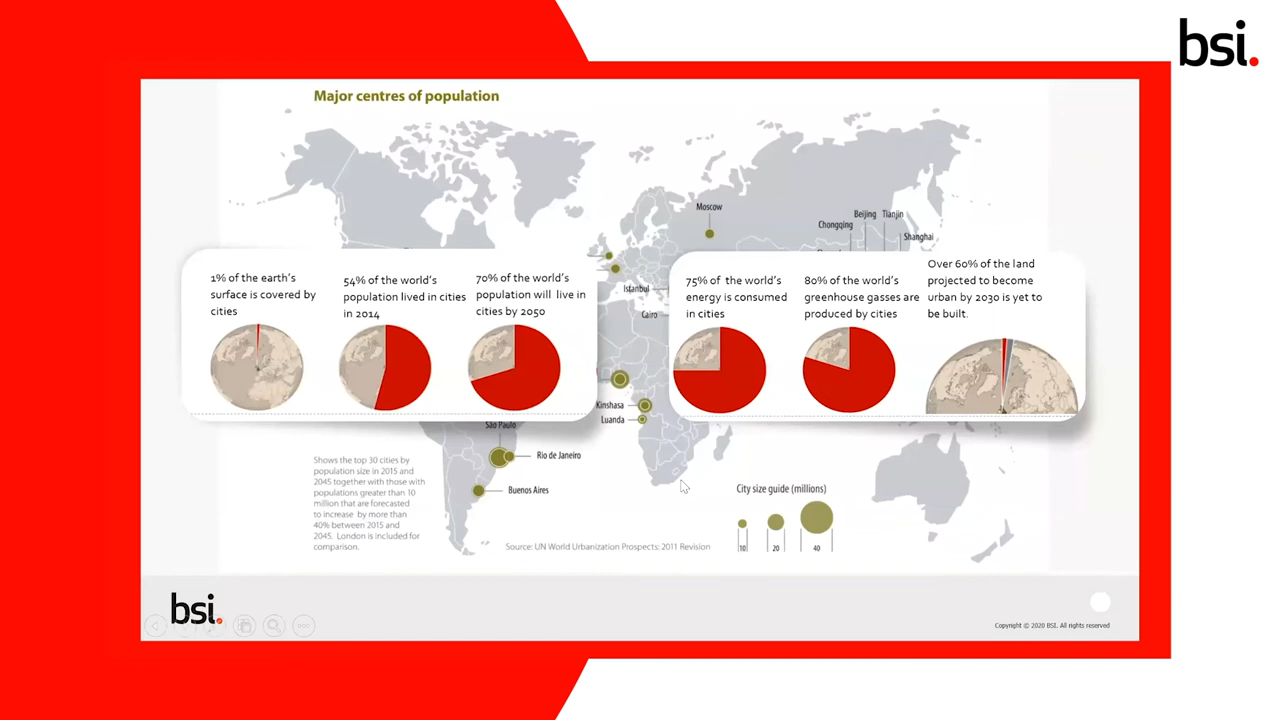 bsi.
Major centres of population
Moscow
Beijing Tianjin
Chongqing
Shanghai
1% of the earth's
surface is covered by
cities
54% of the world's
population lived in cities
in 2014
70% of the world's
population will live in
cities by 2050
Istanbul
Cairo
75% of the world's
energy is consumed
in cities
80% of the world's
greenhouse gasses are
produced by cities
Over 60% of the land
projected to become
urban by 2030 is yet to
be built.
Kinshasa
Luanda
São Paulo
Rio de Janeiro
Buenos Aires
Shows the top 30 cities by
population size in 2015 and
2045 together with those with
populations greater than 10
million that are forecasted
to increase by more than
40% between 2015 and
2045. London is included for
comparison.
City size guide (millions)
10 20 40
Source: UN World Urbanization Prospects: 2011 Revision
bsi.
Copyright © 2020 BSI. All rights reserved